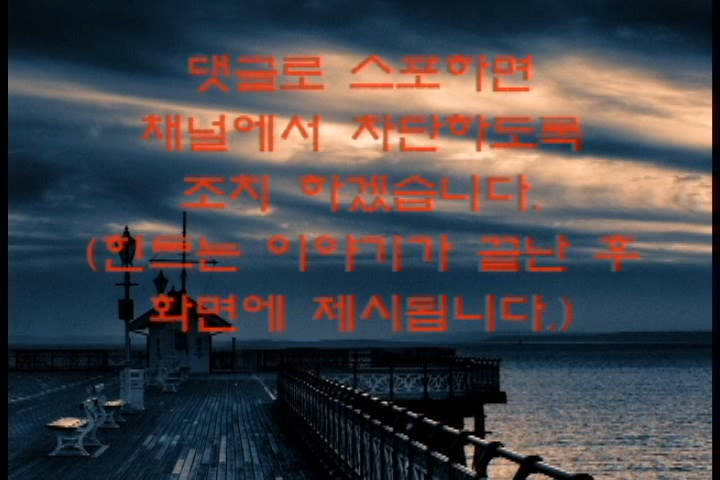 댓글로 스포하면
채널에서 차단하도록
조치 하겠습니다.
(힌트는 이야기가 끝난 후
화면에 제시됩니다.)